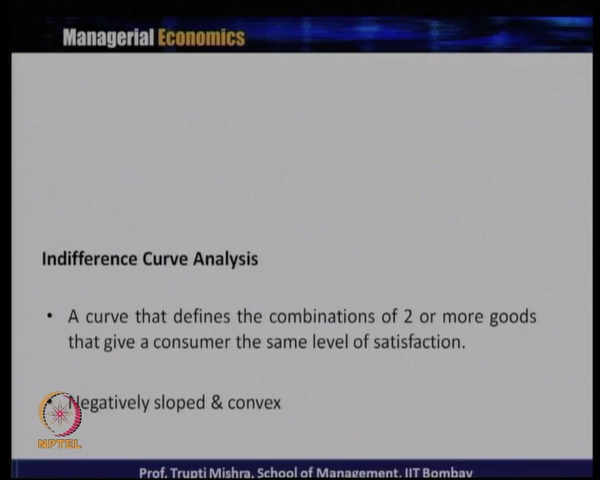 Managerial Economics
Indifference Curve Analysis
• A curve that defines the combinations of 2 or more goods
that give a consumer the same level of satisfaction.
Negatively sloped & convex
NPTEL
Prof. Trupti Mishra, School of Management, IIT Bombay